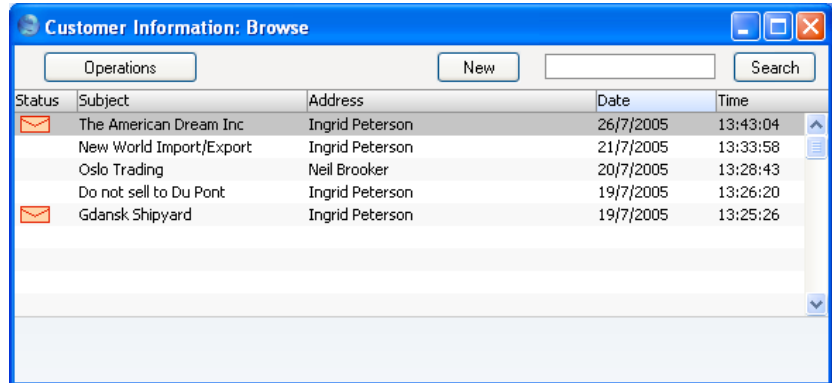 Customer Information: Browse
Operations New Search
Status Subject Address Date Time
The American Dream Inc Ingrid Peterson 26/7/2005 13:43:04
New World Import/Export Ingrid Peterson 21/7/2005 13:33:58
Oslo Trading Neil Brooker 20/7/2005 13:28:43
Do not sell to Du Pont Ingrid Peterson 19/7/2005 13:26:20
Gdansk Shipyard Ingrid Peterson 19/7/2005 13:25:26